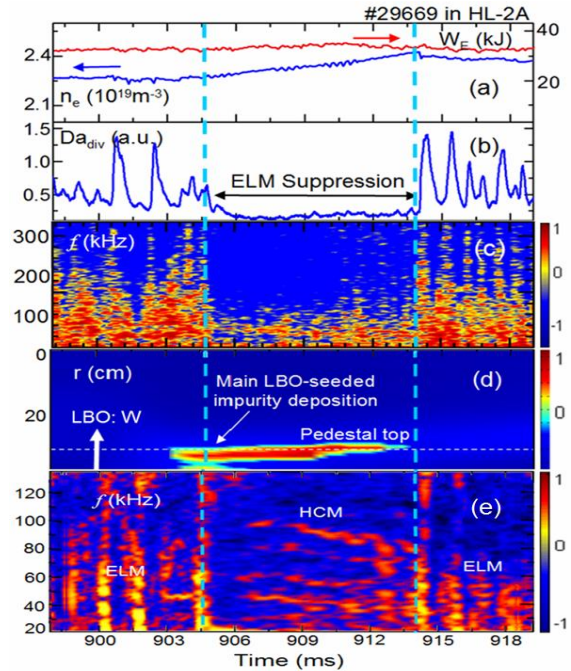 #29669 in HL-2A
2.4
2.1
W_E (kJ)
40
20
n_e (10^19m^-3)
(a)
1.5
1.0
0.5
Da_div (a.u.)
(b)
ELM Suppression
300
200
100
f (kHz)
(c)
1
0
-1
0
20
r (cm)
(d)
Main LBO-seeded
impurity deposition
LBO: W
Pedestal top
1
0
120
100
80
60
40
20
f (kHz)
(e)
HCM
ELM
ELM
1
0
-1
900 903 906 909 912 915 918
Time (ms)